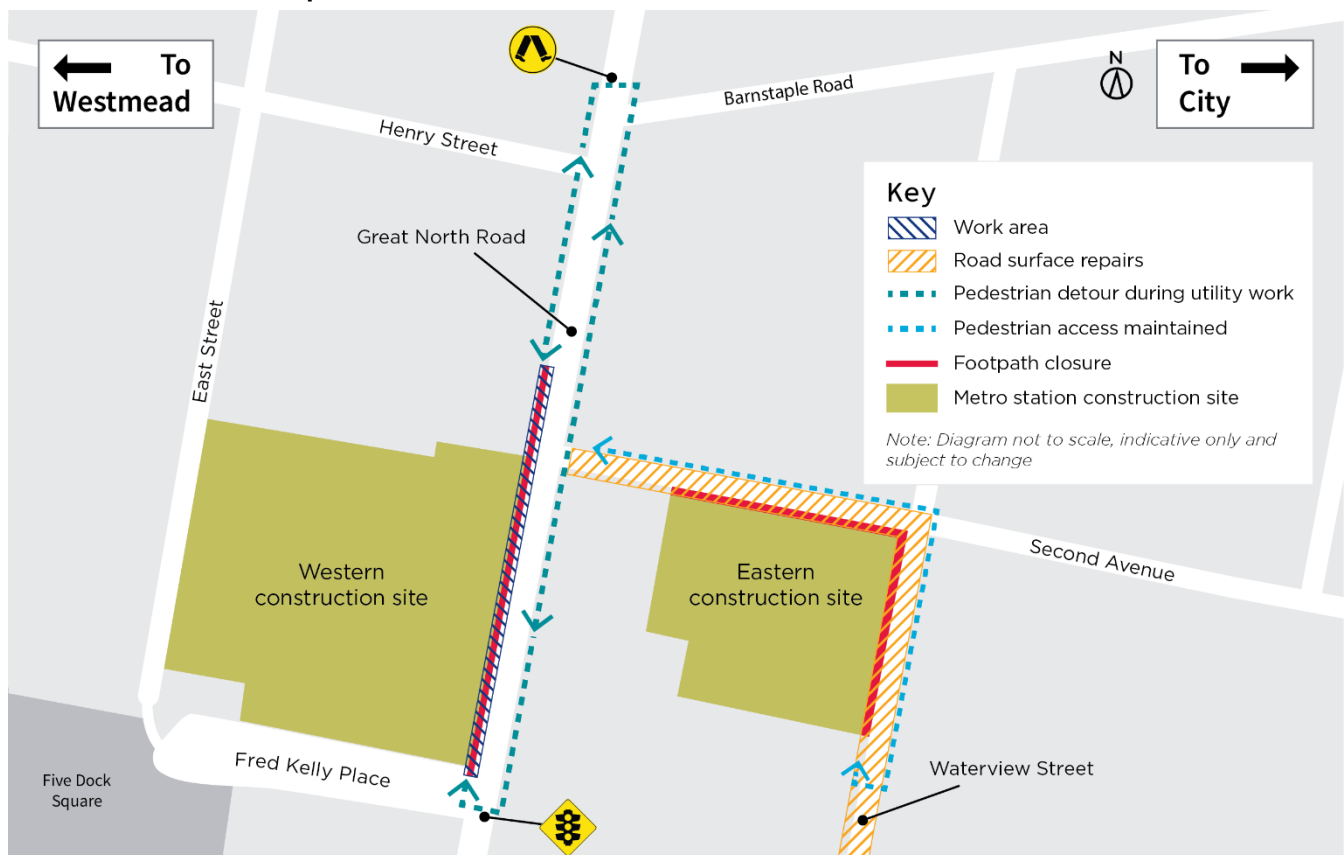 To
Westmead
N
To
City
Barnstaple Road
Henry Street
Great North Road
East Street
Key
Work area
Road surface repairs
Pedestrian detour during utility work
Pedestrian access maintained
Footpath closure
Metro station construction site
Note: Diagram not to scale, indicative only and
subject to change
Western
construction site
Eastern
construction site
Second Avenue
Fred Kelly Place
Five Dock
Square
Waterview Street